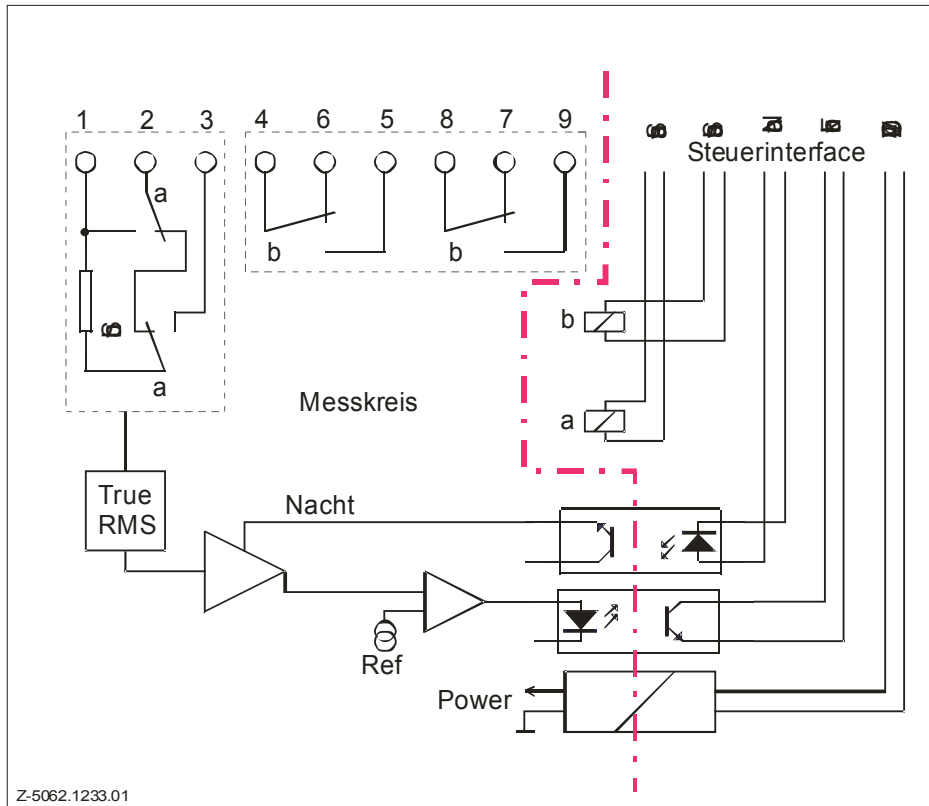 1 2 3 4 6 5 8 7 9
Steuerinterface
a
b
b
b
a
a
Messkreis
True
RMS
Nacht
Ref
Power
Z-5062.1233.01